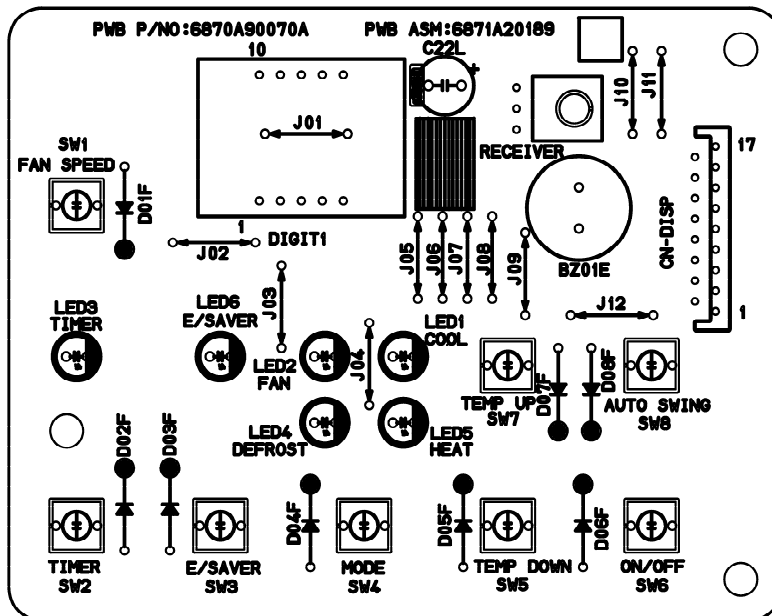 PWB P/NO:6870A90070A
PWB ASM:6871A20189
10
C22L
+
J10
J11
J01
SW1
FAN SPEED
RECEIVER
17
D01F
CN-DISP
1
DIGIT1
J02
J05
J06
J07
J08
J09
BZ01E
J03
1
LED3
TIMER
LED6
E/SAVER
J12
LED1
COOL
LED2
FAN
J04
TEMP UP
SW7
D07F
D08F
AUTO SWING
SW8
LED4
DEFROST
LED5
HEAT
D02F
D03F
D04F
D05F
D06F
TIMER
SW2
E/SAVER
SW3
MODE
SW4
TEMP DOWN
SW5
ON/OFF
SW6